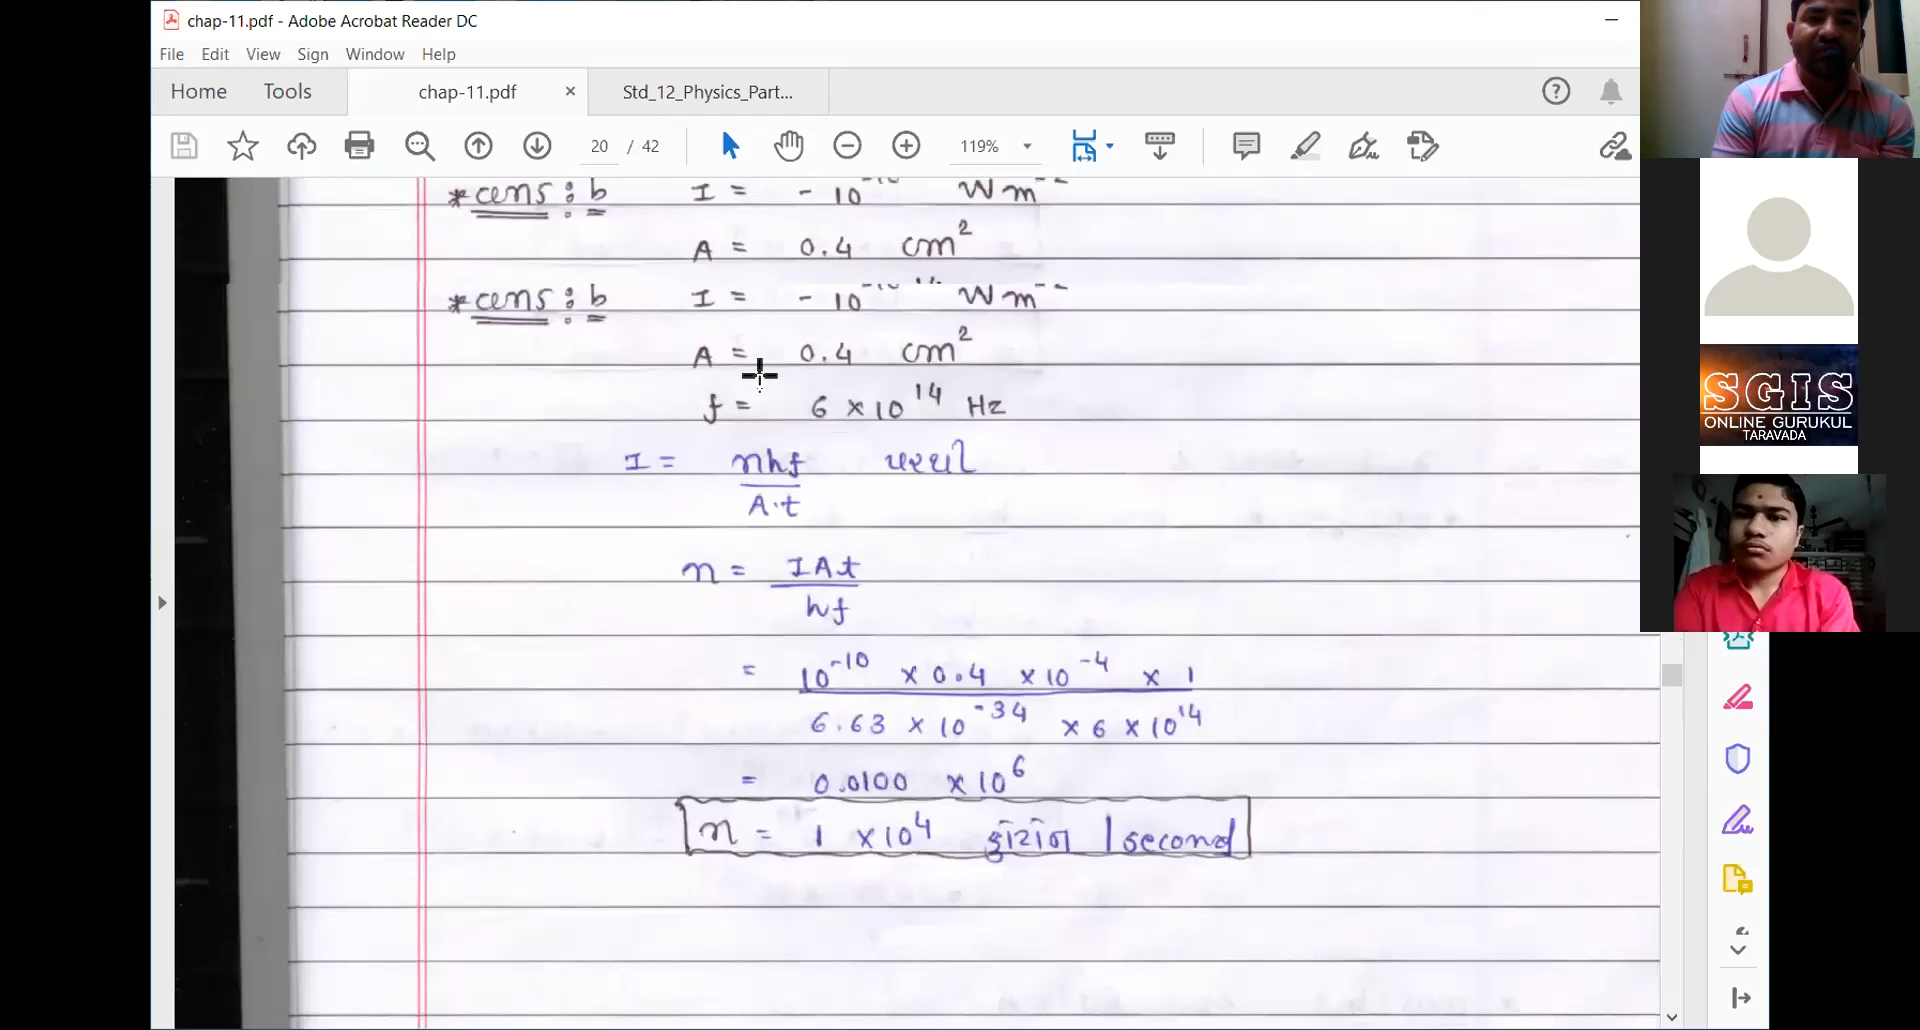 chap-11.pdf - Adobe Acrobat Reader DC
File Edit View Sign Window Help
Home Tools chap-11.pdf × Std_12_Physics_Part...
20 / 42 119%
I = - 10 W m
A = 0.4 cm²
I = - 10 W m
A = 0.4 cm²
f = 6 × 10¹⁴ Hz
I = nhf / A·t પરથી
n = IAt / hf
= 10⁻¹⁰ × 0.4 × 10⁻⁴ × 1
6.63 × 10⁻³⁴ × 6 × 10¹⁴
= 0.0100 × 10⁶
n = 1 × 10⁴ ફોટોન / second
SGIS
ONLINE GURUKUL
TARAVADA